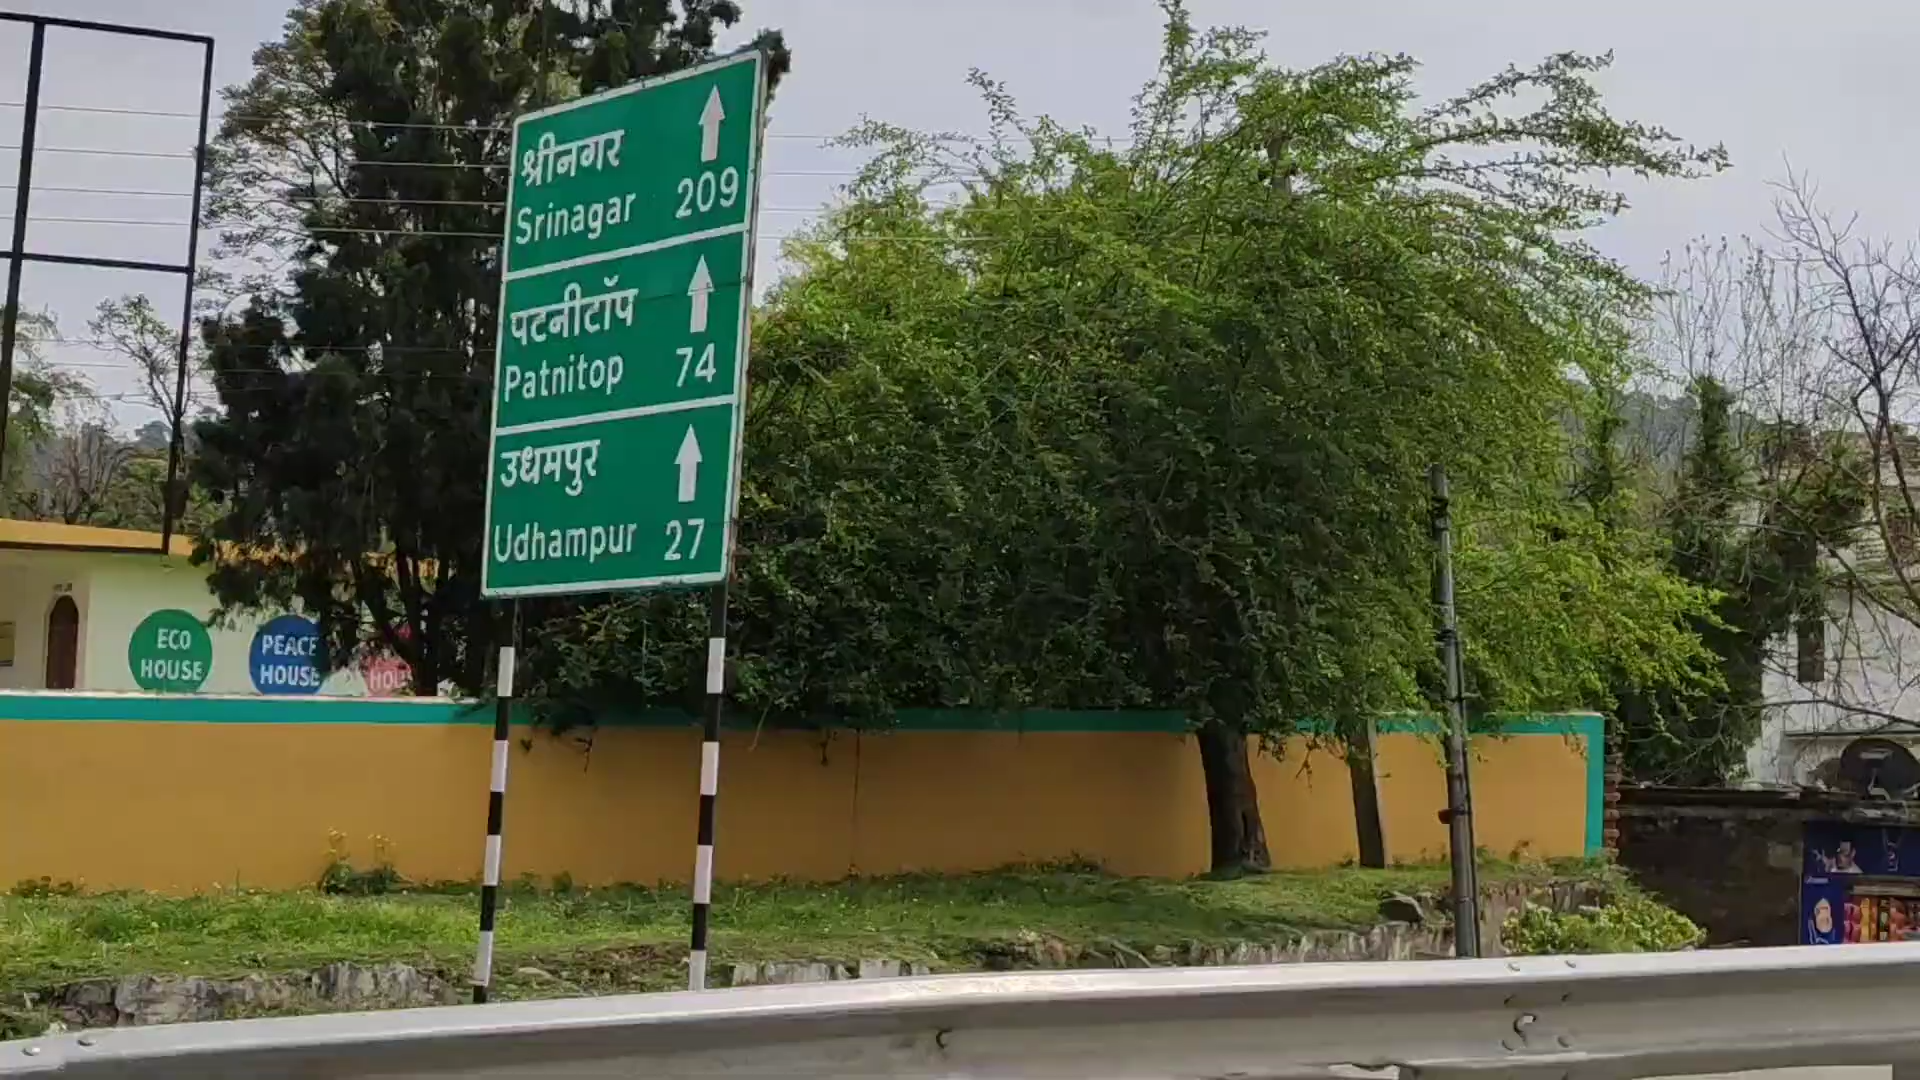 श्रीनगर
Srinagar 209
पटनीटॉप
Patnitop 74
उधमपुर
Udhampur 27
ECO
HOUSE
PEACE
HOUSE